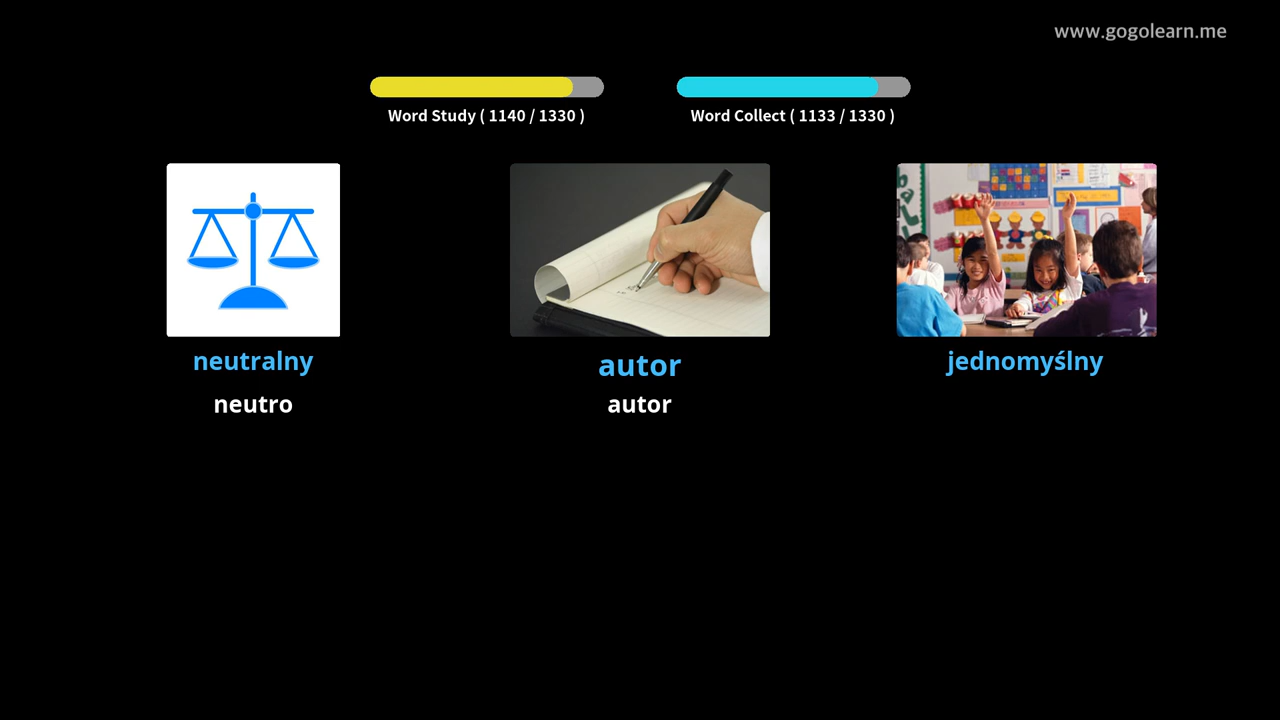 www.gogolearn.me
Word Study ( 1140 / 1330 )
Word Collect ( 1133 / 1330 )
neutralny
autor
jednomyślny
neutro
autor